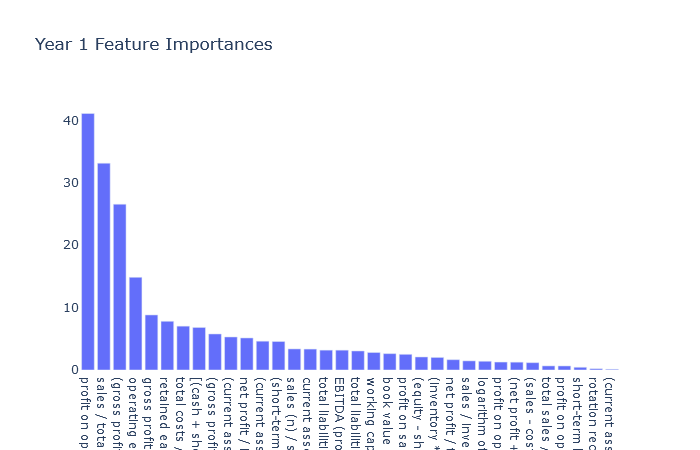 Year 1 Feature Importances
40
30
20
10
0
profit on op
sales / tota
(gross profi
operating e
gross profit
retained ea
total costs /
[(cash + sh
(gross profi
(current ass
net profit /
(current ass
(short-term
sales (n) / s
current asse
total liabiliti
EBITDA (pro
total liabiliti
working cap
book value
profit on sa
(equity - sh
(inventory *
net profit / t
sales / inve
logarithm of
profit on op
(net profit +
(sales - cos
total sales /
profit on op
short-term l
rotation rec
(current ass